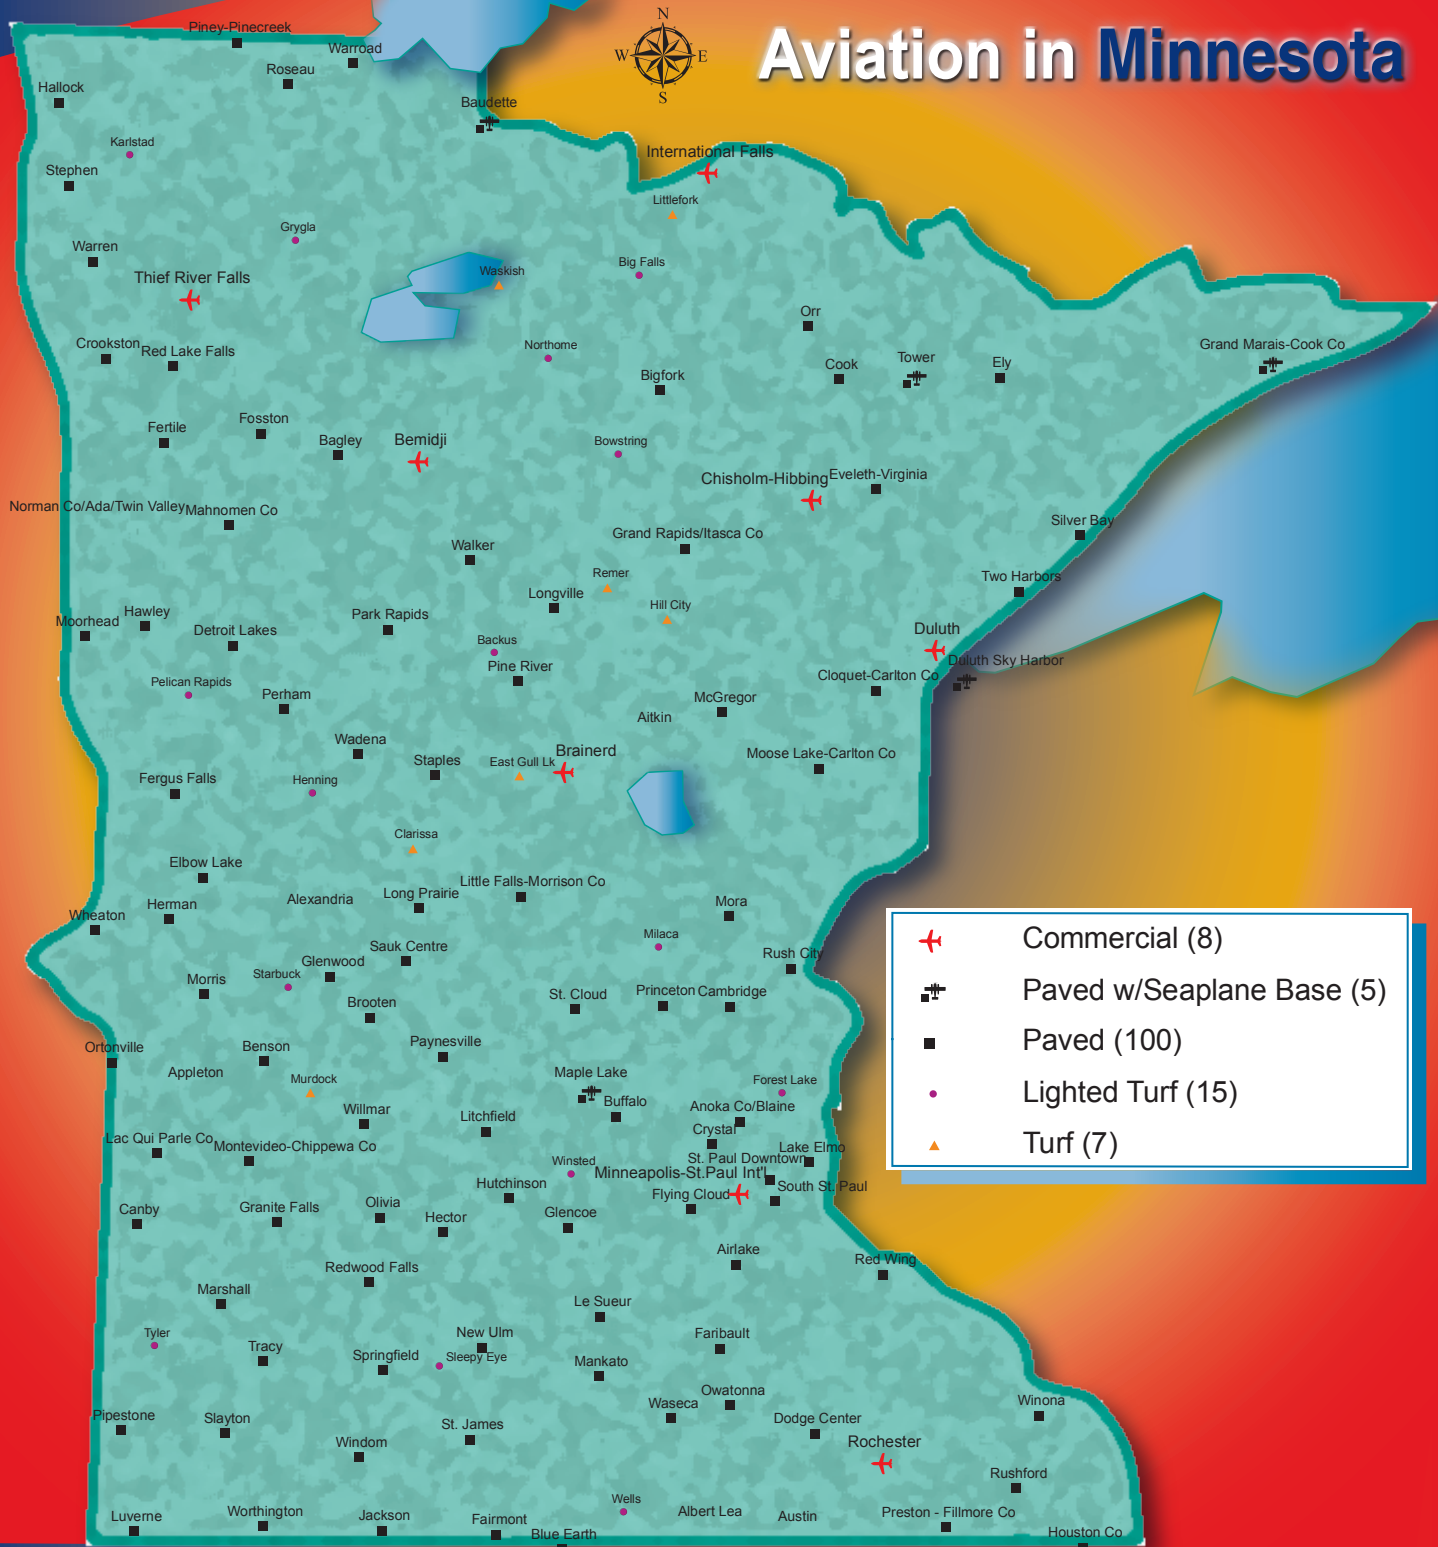 N
W E
S
Aviation in Minnesota
Piney-Pinecreek
Warroad
Roseau
Hallock
Baudette
Karlstad
International Falls
Stephen
Littlefork
Grygla
Warren
Big Falls
Waskish
Thief River Falls
Orr
Crookston
Red Lake Falls
Northome
Grand Marais-Cook Co
Tower
Cook
Ely
Bigfork
Fosston
Fertile
Bagley
Bemidji
Bowstring
Chisholm-Hibbing
Eveleth-Virginia
Norman Co/Ada/Twin Valley
Mahnomen Co
Silver Bay
Grand Rapids/Itasca Co
Walker
Remer
Two Harbors
Longville
Hill City
Hawley
Park Rapids
Moorhead
Detroit Lakes
Duluth
Backus
Duluth Sky Harbor
Pine River
Cloquet-Carlton Co
Pelican Rapids
Perham
McGregor
Aitkin
Wadena
Brainerd
Moose Lake-Carlton Co
Staples
East Gull Lk
Fergus Falls
Henning
Clarissa
Elbow Lake
Little Falls-Morrison Co
Long Prairie
Alexandria
Herman
Mora
Wheaton
Milaca
Sauk Centre
Rush City
Glenwood
Starbuck
Morris
St. Cloud
Princeton
Cambridge
Brooten
Paynesville
Ortonville
Benson
Appleton
Murdock
Maple Lake
Forest Lake
Buffalo
Anoka Co/Blaine
Willmar
Litchfield
Crystal
Lac Qui Parle Co
Montevideo-Chippewa Co
Lake Elmo
St. Paul Downtown
Winsted
Minneapolis-St.Paul Int'l
Hutchinson
South St. Paul
Flying Cloud
Canby
Granite Falls
Olivia
Hector
Glencoe
Airlake
Red Wing
Redwood Falls
Marshall
Le Sueur
Tyler
New Ulm
Faribault
Tracy
Springfield
Sleepy Eye
Mankato
Owatonna
Waseca
Winona
Pipestone
Slayton
St. James
Dodge Center
Windom
Rochester
Rushford
Wells
Luverne
Worthington
Jackson
Fairmont
Blue Earth
Albert Lea
Austin
Preston - Fillmore Co
Houston Co
Commercial (8)
Paved w/Seaplane Base (5)
Paved (100)
Lighted Turf (15)
Turf (7)